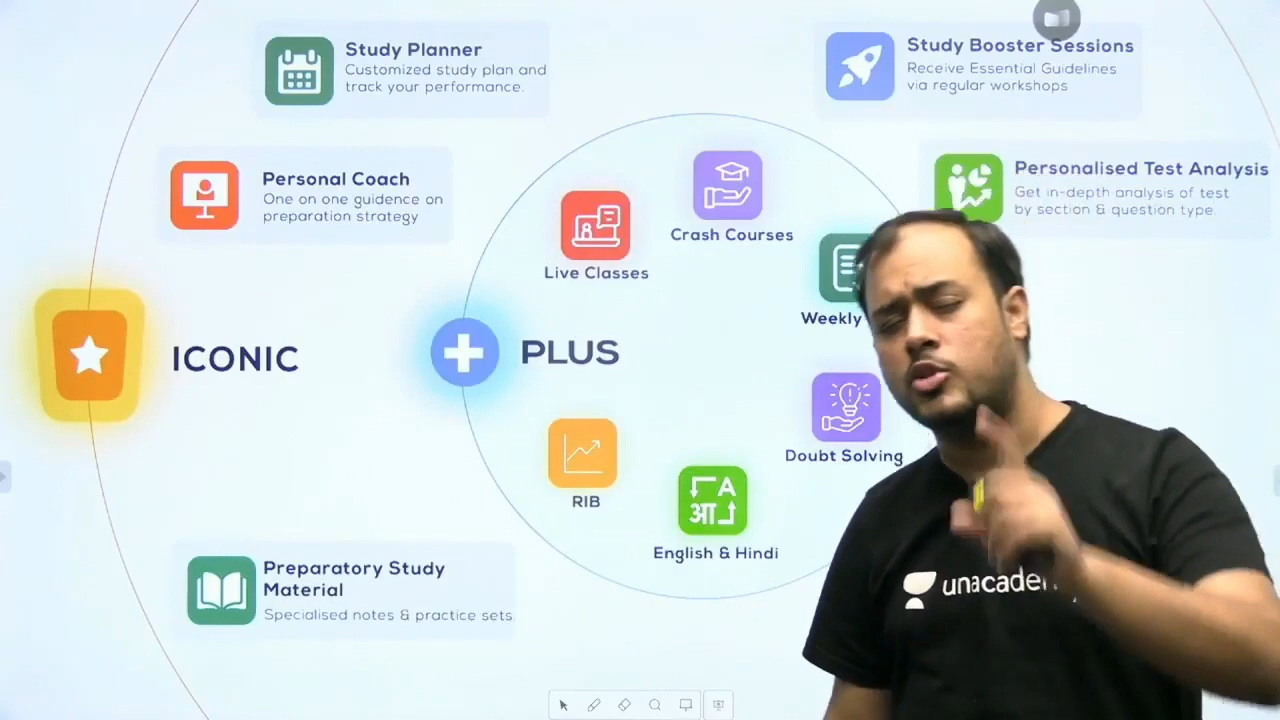 Study Planner
Customized study plan and
track your performance.
Study Booster Sessions
Receive Essential Guidelines
via regular workshops
Personal Coach
One on one guidence on
preparation strategy
Personalised Test Analysis
Get in-depth analysis of test
by section & question type.
Crash Courses
Live Classes
Weekly
ICONIC
PLUS
Doubt Solving
RIB
A
आ
English & Hindi
Preparatory Study
Material
Specialised notes & practice sets.
unacadem